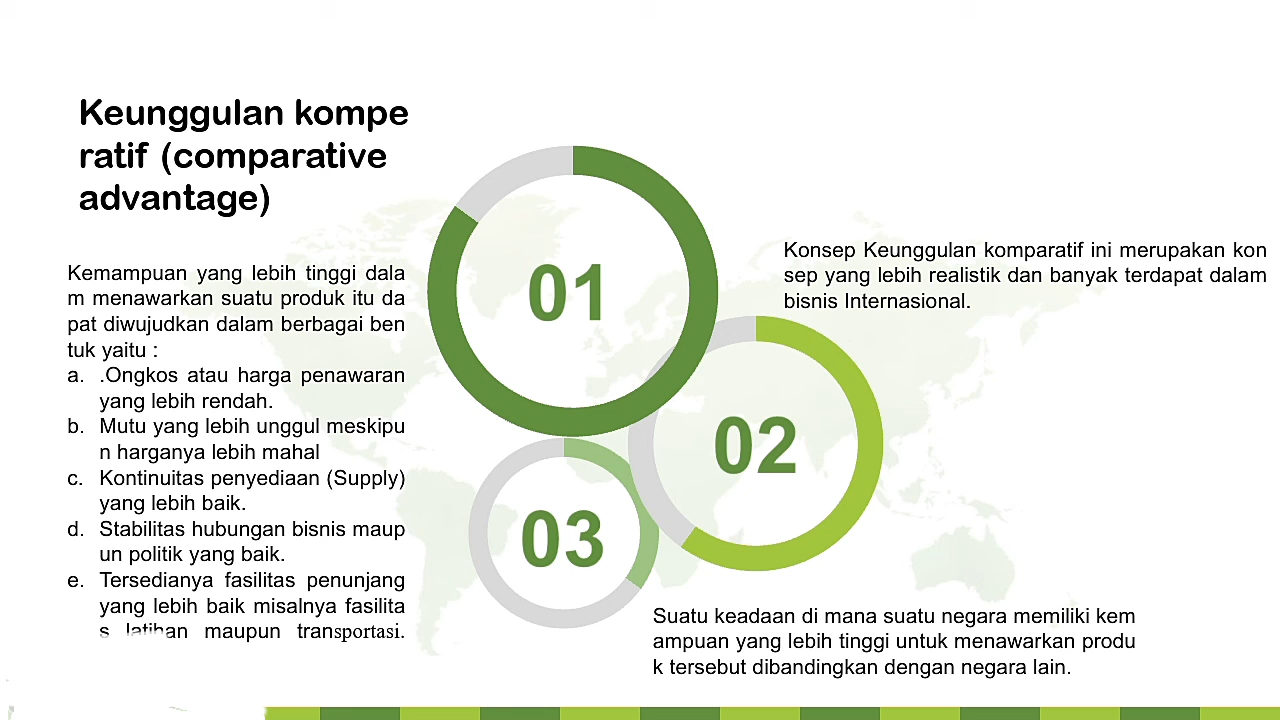 Keunggulan kompe
ratif (comparative
advantage)
Kemampuan yang lebih tinggi dala
m menawarkan suatu produk itu da
pat diwujudkan dalam berbagai ben
tuk yaitu :
a. .Ongkos atau harga penawaran
yang lebih rendah.
b. Mutu yang lebih unggul meskipu
n harganya lebih mahal
c. Kontinuitas penyediaan (Supply)
yang lebih baik.
d. Stabilitas hubungan bisnis maup
un politik yang baik.
e. Tersedianya fasilitas penunjang
yang lebih baik misalnya fasilita
s latihan maupun transportasi.
01
Konsep Keunggulan komparatif ini merupakan kon
sep yang lebih realistik dan banyak terdapat dalam
bisnis Internasional.
02
03
Suatu keadaan di mana suatu negara memiliki kem
ampuan yang lebih tinggi untuk menawarkan produ
k tersebut dibandingkan dengan negara lain.